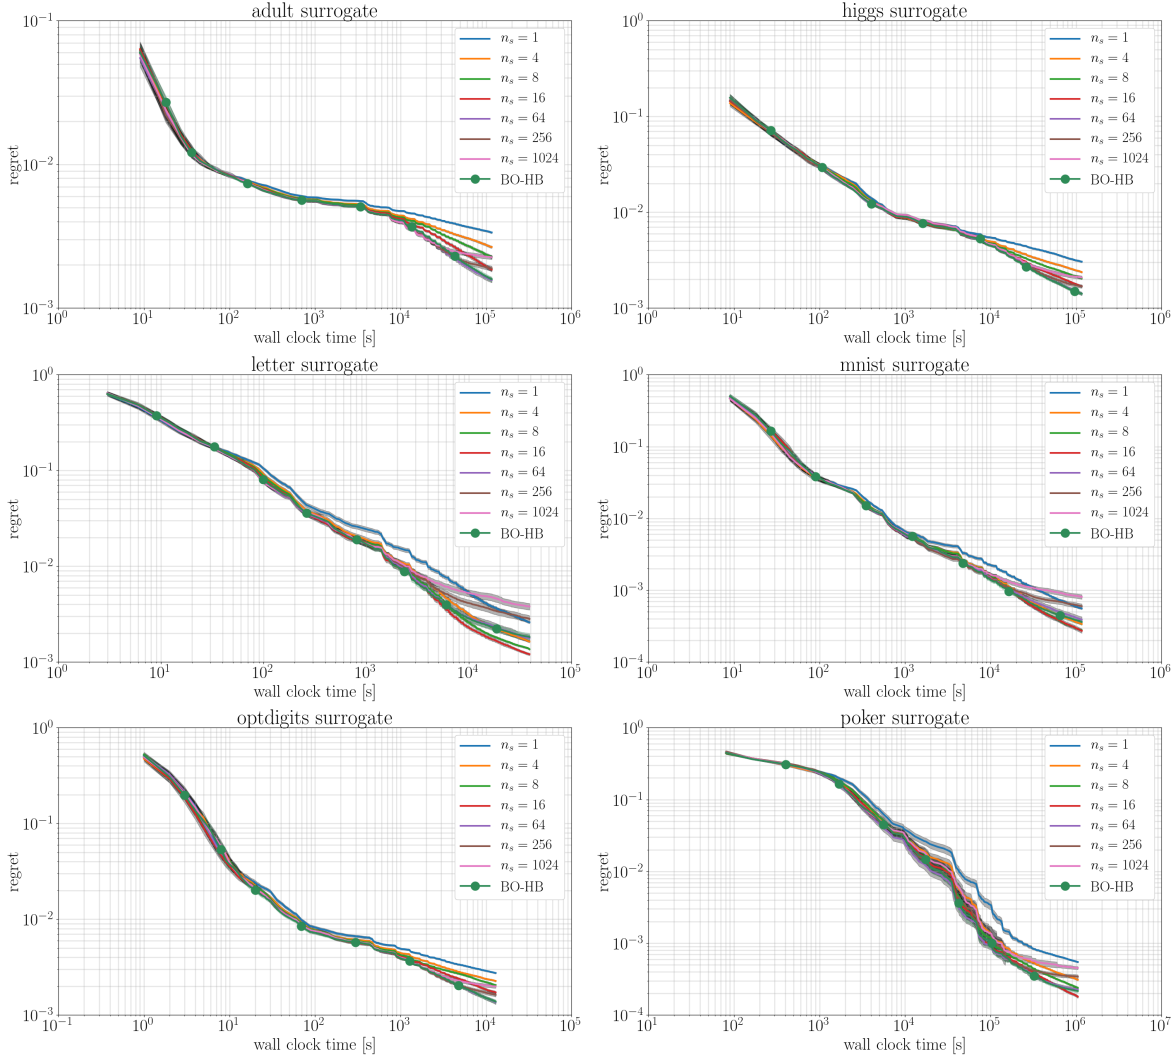 adult surrogate
10^{-1}
10^{-2}
10^{-3}
regret
10^0 10^1 10^2 10^3 10^4 10^5 10^6
wall clock time [s]
n_s = 1
n_s = 4
n_s = 8
n_s = 16
n_s = 64
n_s = 256
n_s = 1024
BO-HB
higgs surrogate
10^0
10^{-1}
10^{-2}
10^{-3}
regret
10^0 10^1 10^2 10^3 10^4 10^5 10^6
wall clock time [s]
n_s = 1
n_s = 4
n_s = 8
n_s = 16
n_s = 64
n_s = 256
n_s = 1024
BO-HB
letter surrogate
10^0
10^{-1}
10^{-2}
10^{-3}
regret
10^0 10^1 10^2 10^3 10^4 10^5
wall clock time [s]
n_s = 1
n_s = 4
n_s = 8
n_s = 16
n_s = 64
n_s = 256
n_s = 1024
BO-HB
mnist surrogate
10^0
10^{-1}
10^{-2}
10^{-3}
10^{-4}
regret
10^0 10^1 10^2 10^3 10^4 10^5 10^6
wall clock time [s]
n_s = 1
n_s = 4
n_s = 8
n_s = 16
n_s = 64
n_s = 256
n_s = 1024
BO-HB
optdigits surrogate
10^0
10^{-1}
10^{-2}
10^{-3}
regret
10^{-1} 10^0 10^1 10^2 10^3 10^4 10^5
wall clock time [s]
n_s = 1
n_s = 4
n_s = 8
n_s = 16
n_s = 64
n_s = 256
n_s = 1024
BO-HB
poker surrogate
10^0
10^{-1}
10^{-2}
10^{-3}
10^{-4}
regret
10^1 10^2 10^3 10^4 10^5 10^6 10^7
wall clock time [s]
n_s = 1
n_s = 4
n_s = 8
n_s = 16
n_s = 64
n_s = 256
n_s = 1024
BO-HB